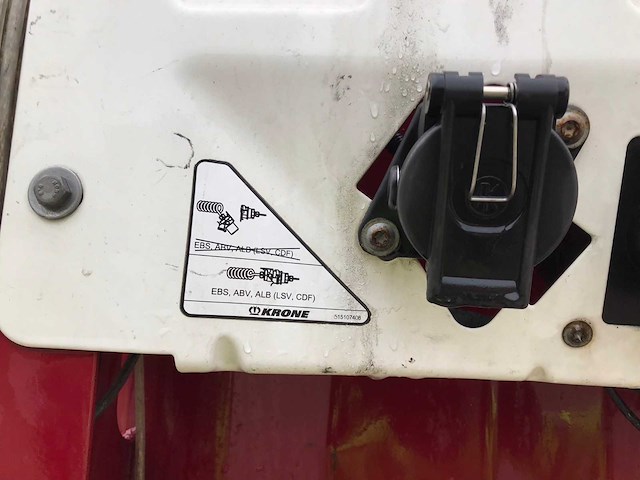 EBS, ABV, ALB (LSV, CDF)
EBS, ABV, ALB (LSV, CDF)
KRONE 515107408